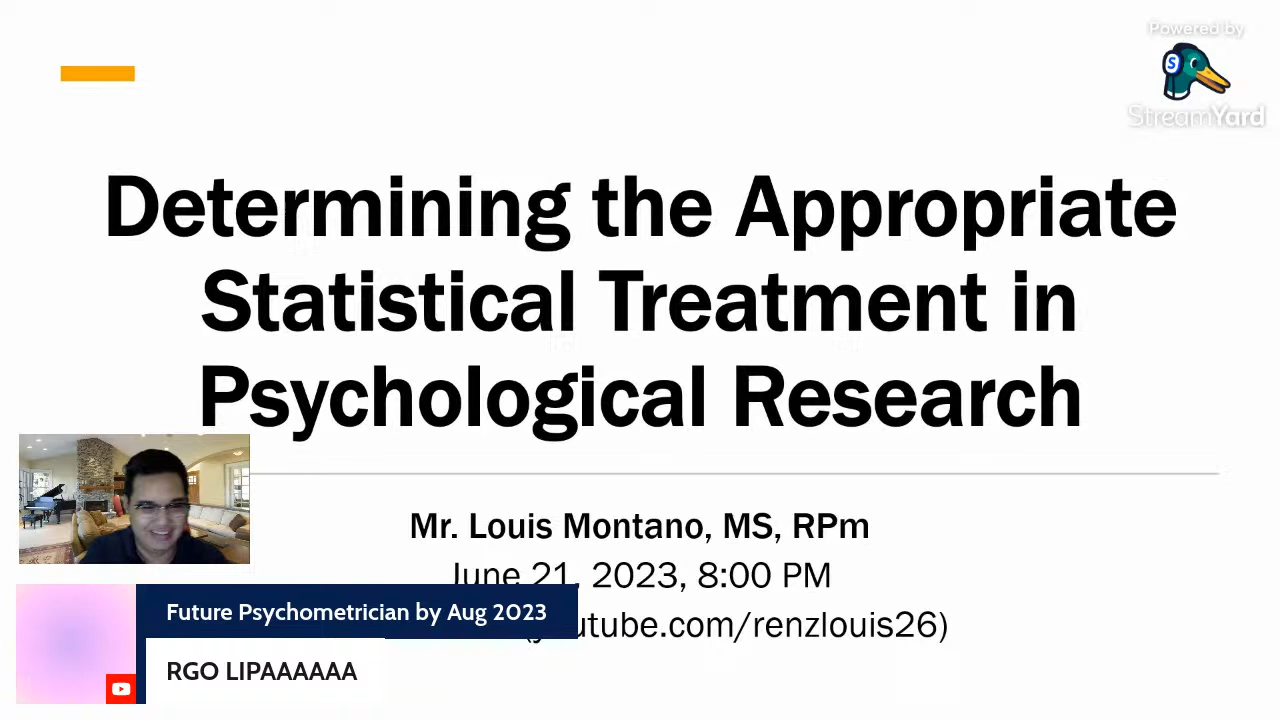 Powered by
StreamYard
Determining the Appropriate
Statistical Treatment in
Psychological Research
Mr. Louis Montano, MS, RPm
June 21, 2023, 8:00 PM
youtube.com/renzlouis26)
Future Psychometrician by Aug 2023
RGO LIPAAAAAA